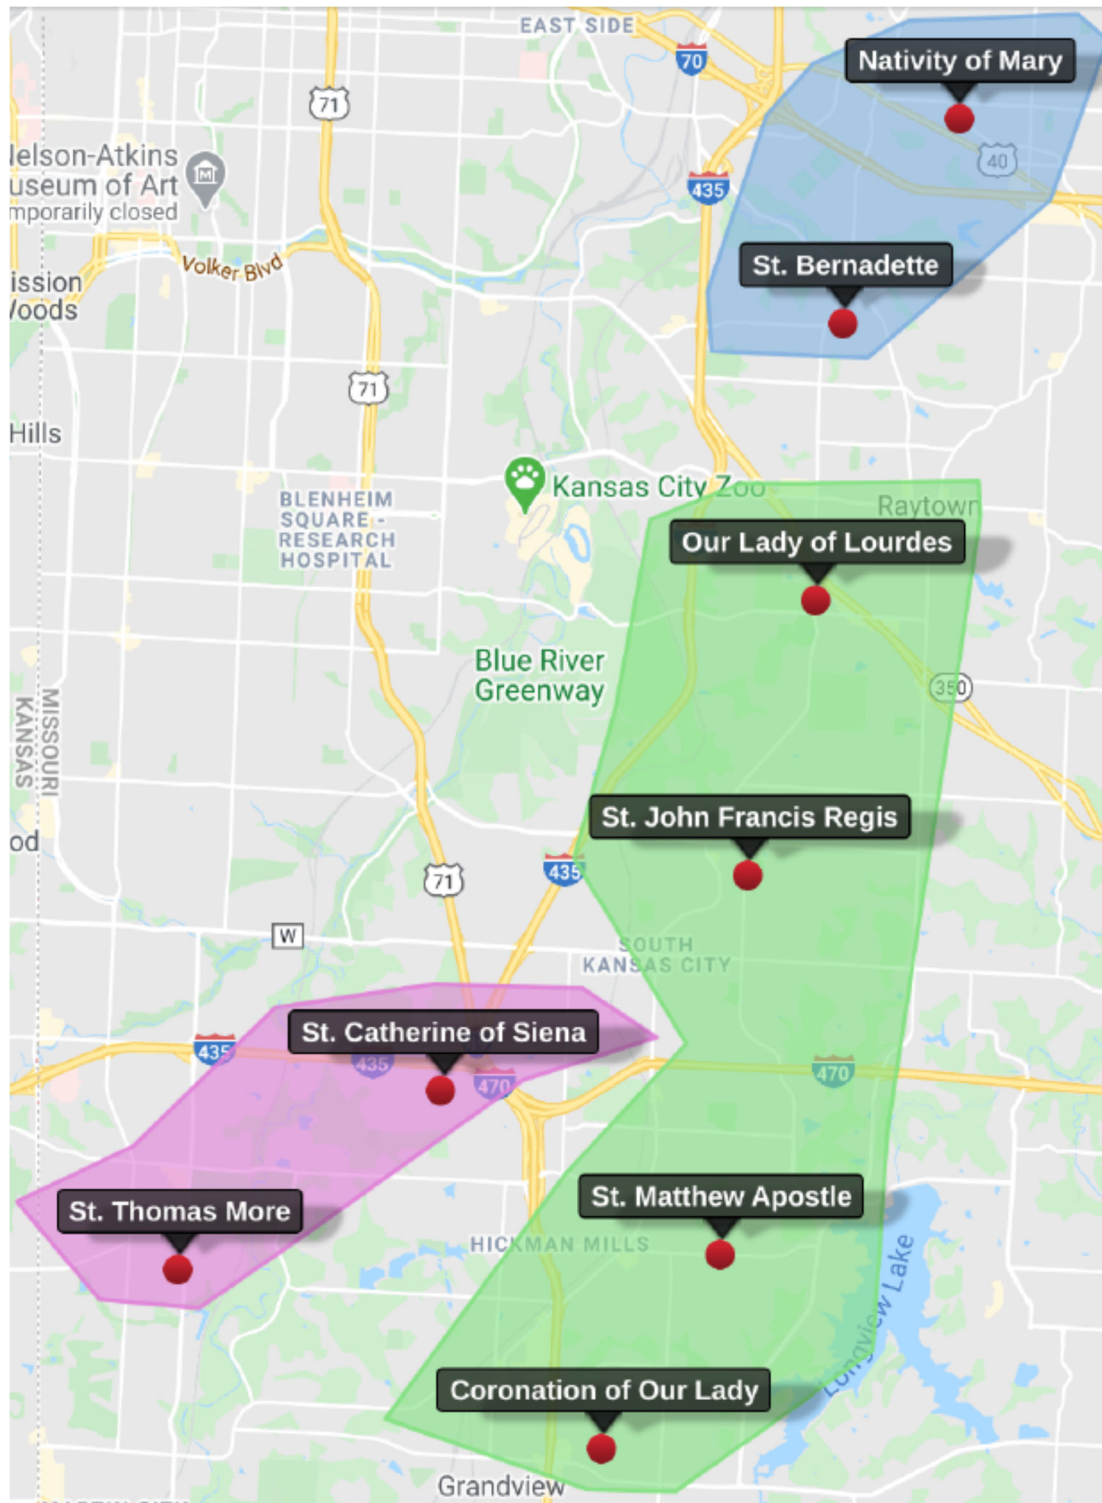 EAST SIDE
70
Nativity of Mary
71
40
Nelson-Atkins
Museum of Art
mporarily closed
435
Volker Blvd
St. Bernadette
ission
Woods
71
Hills
Kansas City Zoo
BLENHEIM
SQUARE -
RESEARCH
HOSPITAL
Raytown
Our Lady of Lourdes
Blue River
Greenway
350
MISSOURI
KANSAS
St. John Francis Regis
od
435
71
W
SOUTH
KANSAS CITY
St. Catherine of Siena
435
435
470
470
St. Matthew Apostle
St. Thomas More
HICKMAN MILLS
Longview Lake
Coronation of Our Lady
Grandview